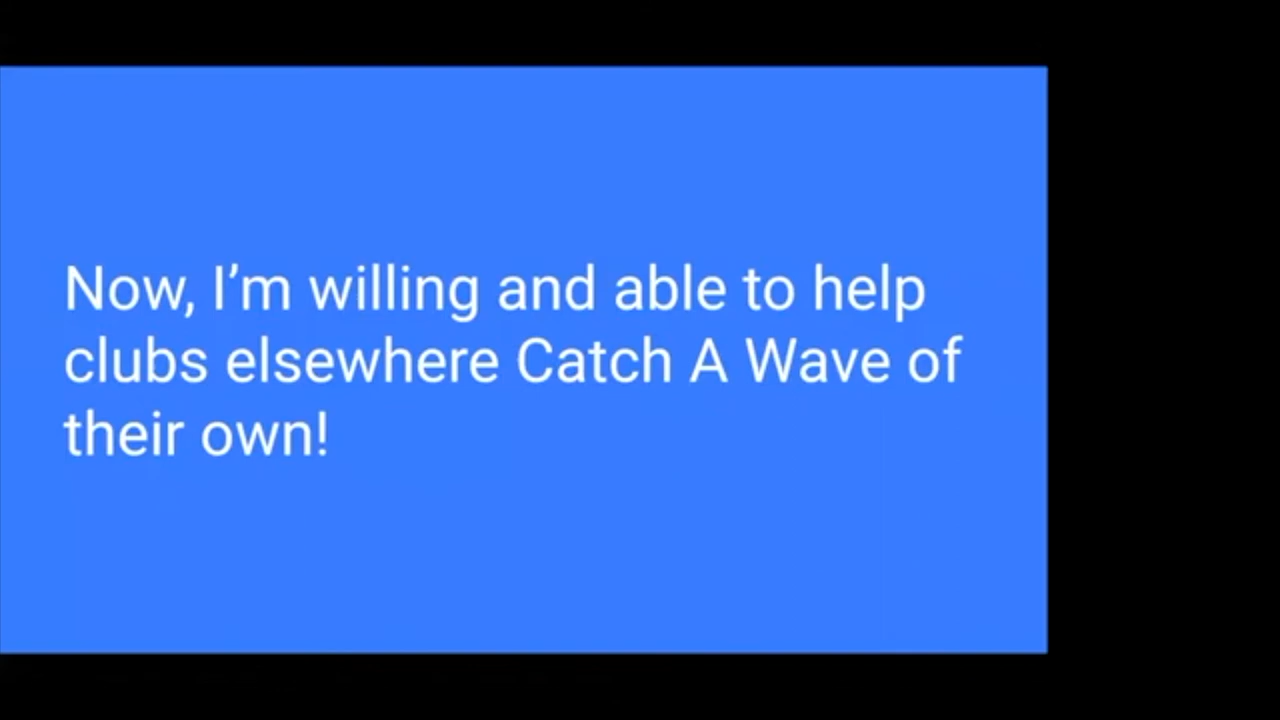 Now, I’m willing and able to help
clubs elsewhere Catch A Wave of
their own!